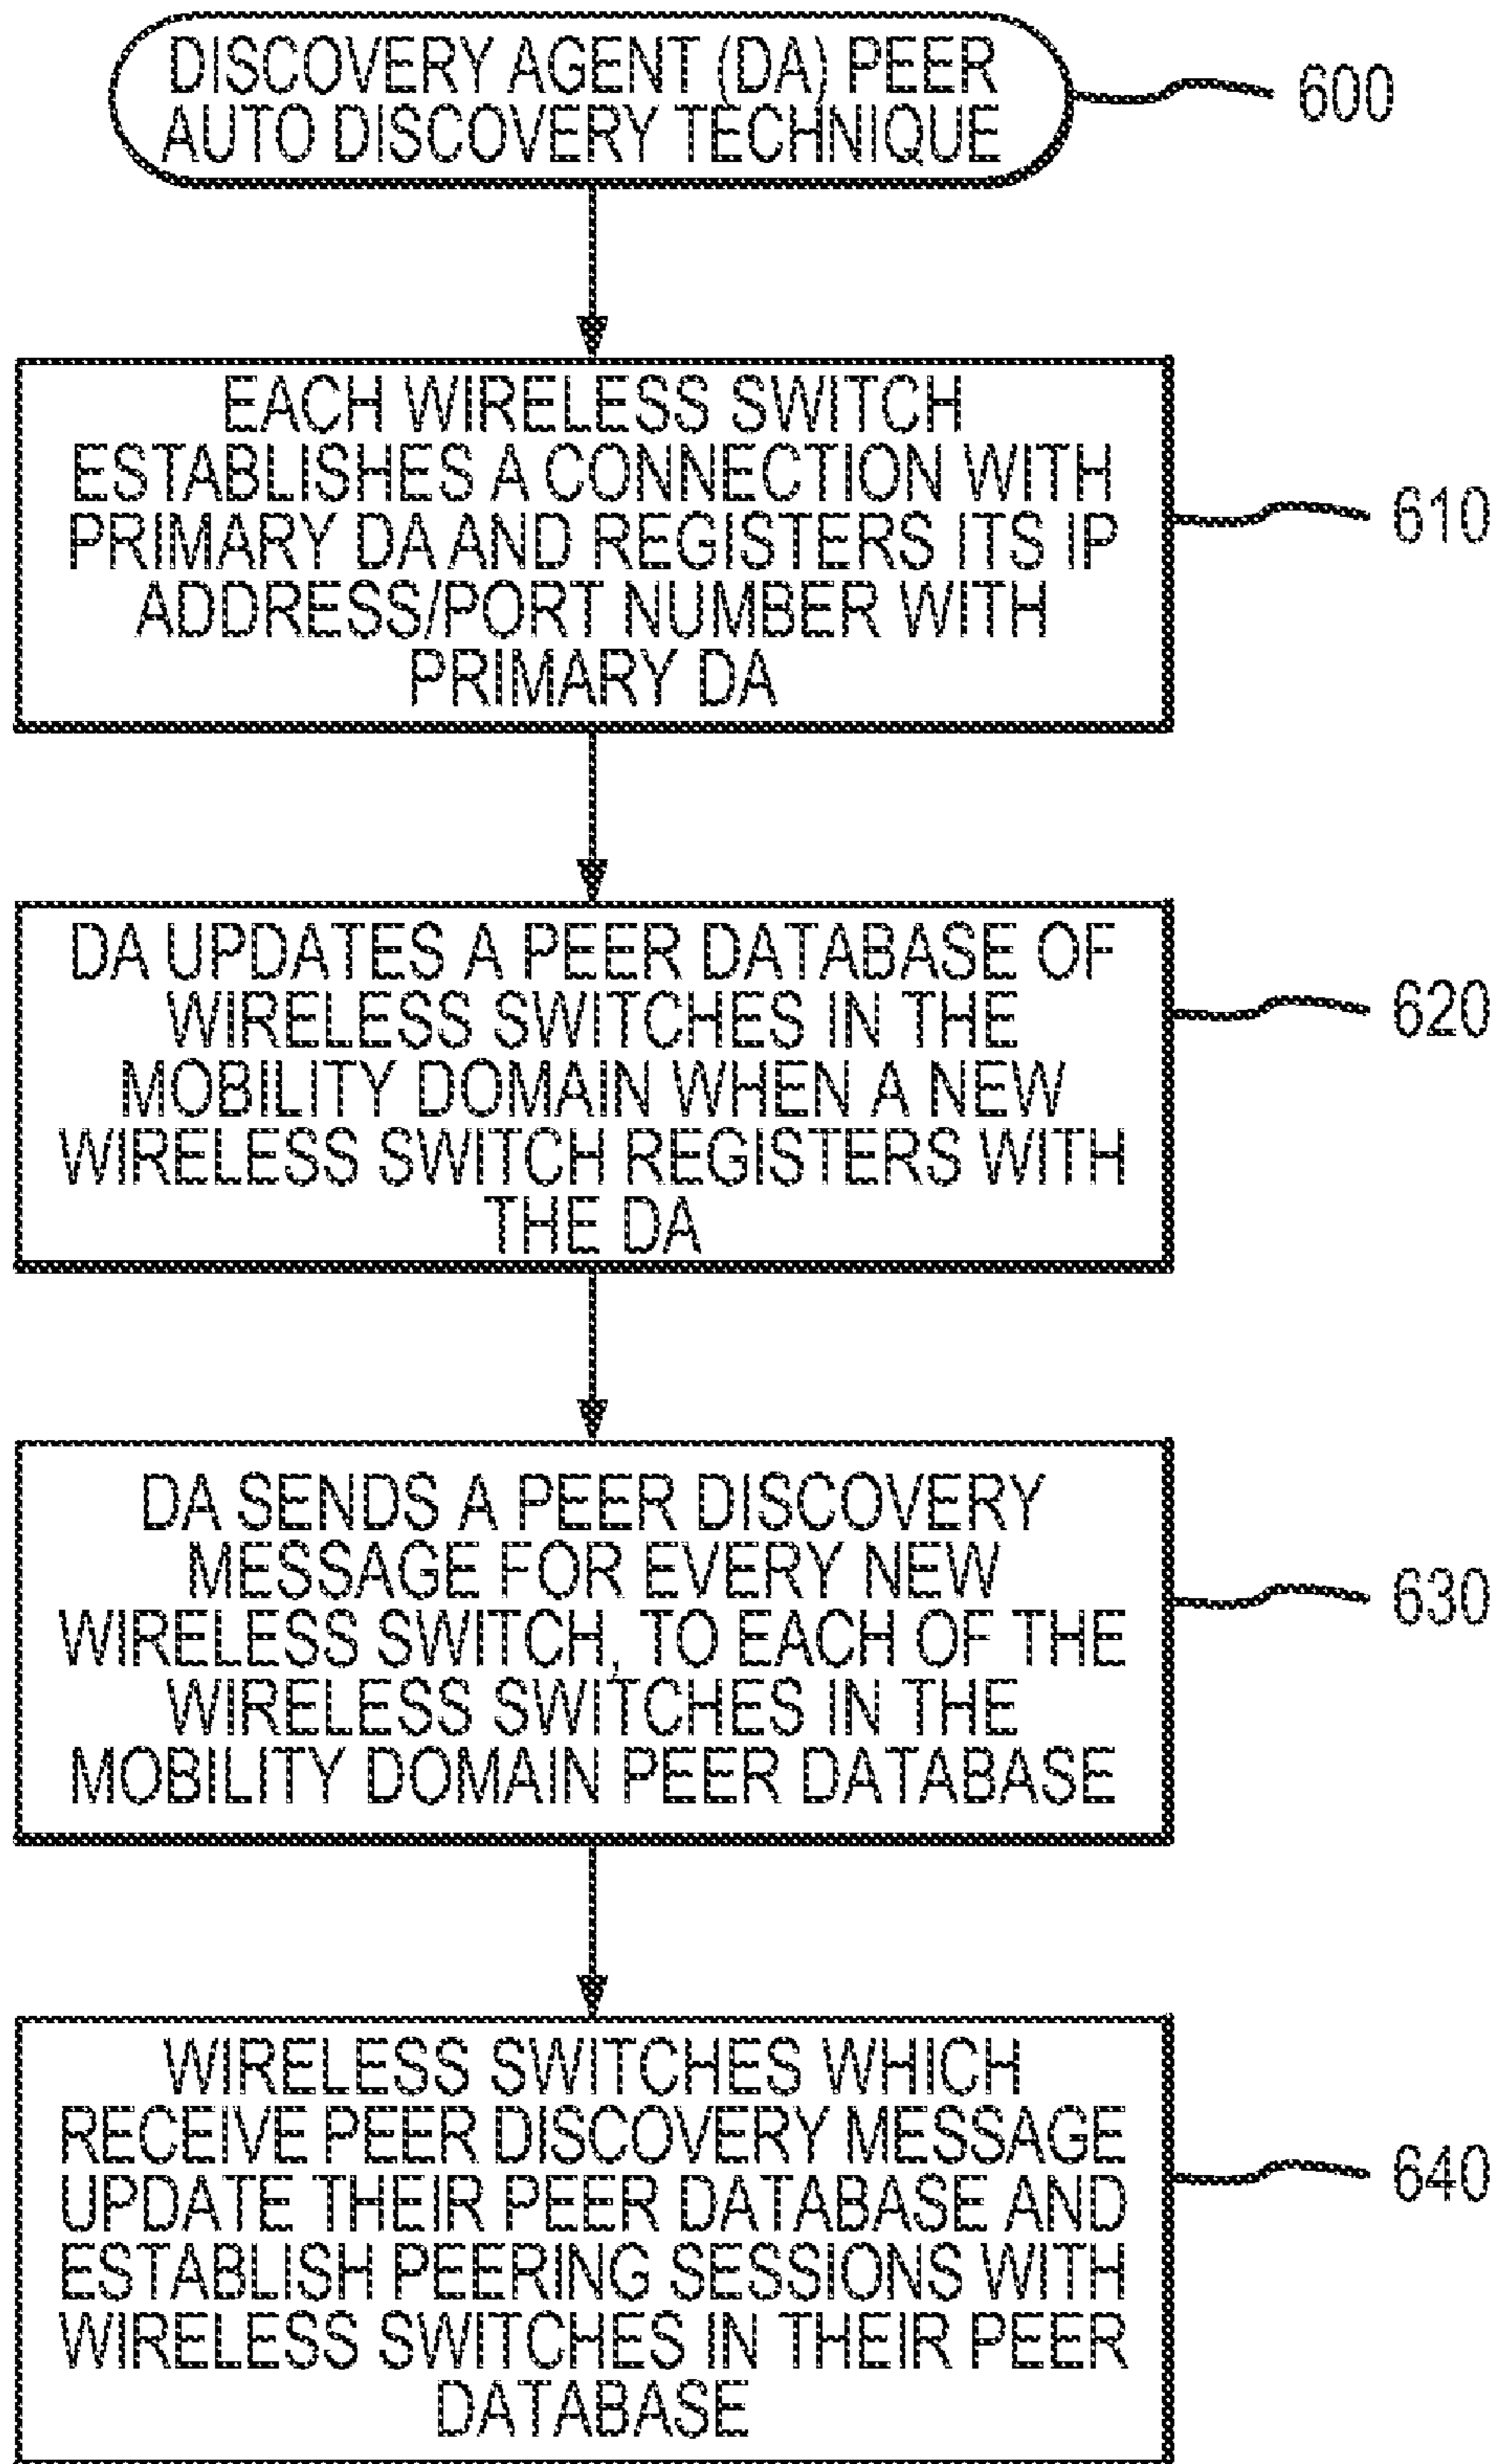 DISCOVERY AGENT (DA) PEER
AUTO DISCOVERY TECHNIQUE
600
EACH WIRELESS SWITCH
ESTABLISHES A CONNECTION WITH
PRIMARY DA AND REGISTERS ITS IP
ADDRESS/PORT NUMBER WITH
PRIMARY DA
610
DA UPDATES A PEER DATABASE OF
WIRELESS SWITCHES IN THE
MOBILITY DOMAIN WHEN A NEW
WIRELESS SWITCH REGISTERS WITH
THE DA
620
DA SENDS A PEER DISCOVERY
MESSAGE FOR EVERY NEW
WIRELESS SWITCH, TO EACH OF THE
WIRELESS SWITCHES IN THE
MOBILITY DOMAIN PEER DATABASE
630
WIRELESS SWITCHES WHICH
RECEIVE PEER DISCOVERY MESSAGE
UPDATE THEIR PEER DATABASE AND
ESTABLISH PEERING SESSIONS WITH
WIRELESS SWITCHES IN THEIR PEER
DATABASE
640